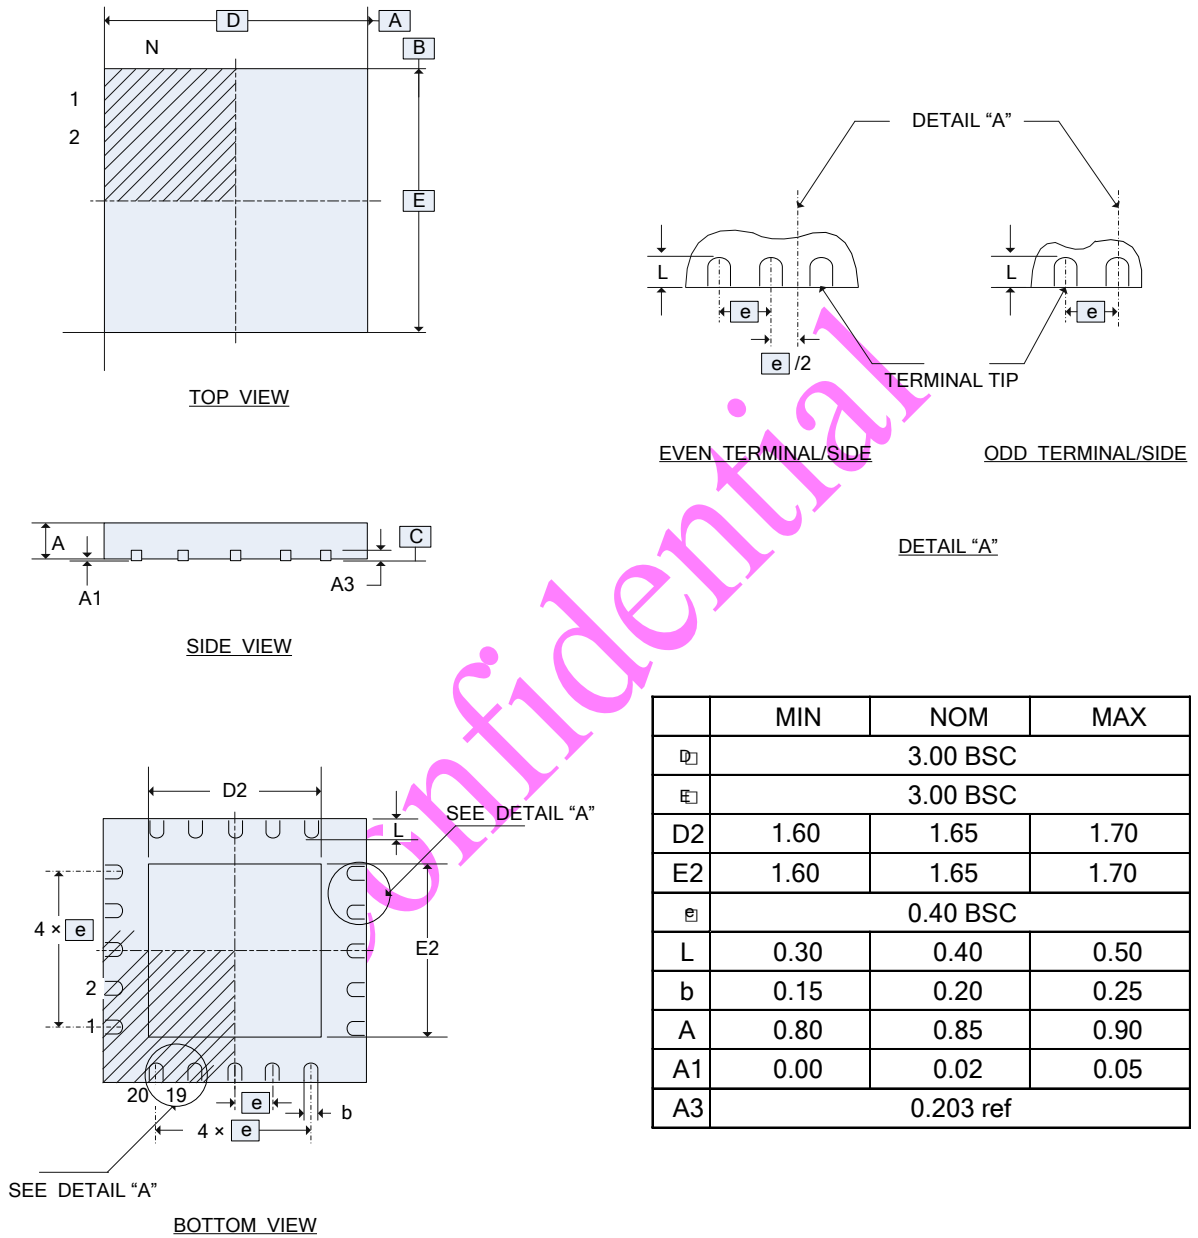 D
A
N
B
1
2
E
TOP VIEW
DETAIL “A”
L
e
e /2
L
e
TERMINAL TIP
EVEN TERMINAL/SIDE
ODD TERMINAL/SIDE
DETAIL “A”
A
A1
C
A3
SIDE VIEW
Confidential
D2
L
SEE DETAIL “A”
4 × e
E2
2
1
20 19
e
b
4 × e
SEE DETAIL “A”
BOTTOM VIEW
MIN NOM MAX
D 3.00 BSC
E 3.00 BSC
D2 1.60 1.65 1.70
E2 1.60 1.65 1.70
e 0.40 BSC
L 0.30 0.40 0.50
b 0.15 0.20 0.25
A 0.80 0.85 0.90
A1 0.00 0.02 0.05
A3 0.203 ref